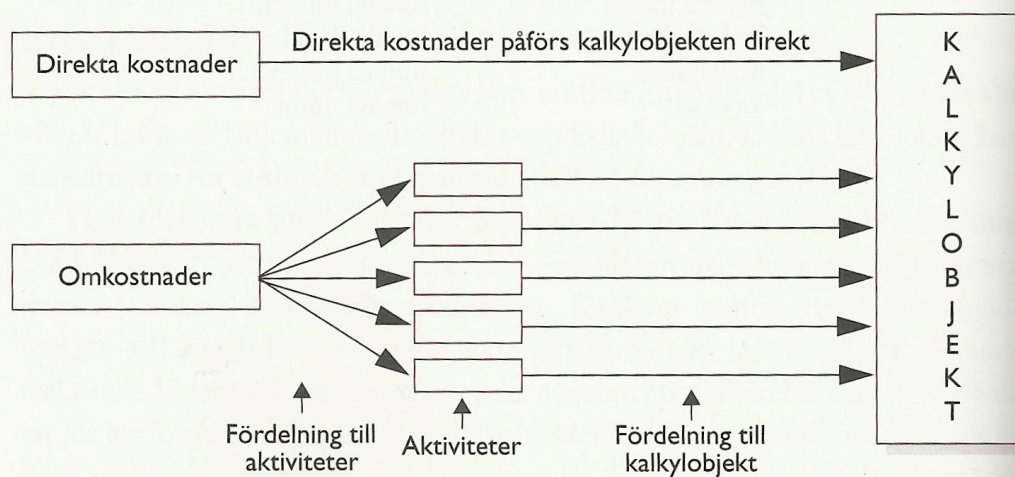 Direkta kostnader
Direkta kostnader påförs kalkylobjekten direkt
Omkostnader
Fördelning till
aktiviteter
Aktiviteter
Fördelning till
kalkylobjekt
K
A
L
K
Y
L
O
B
J
E
K
T